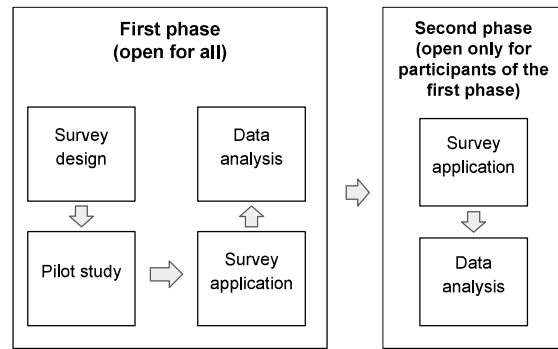 First phase
(open for all)
Survey
design
Pilot study
Survey
application
Data
analysis
Second phase
(open only for
participants of the
first phase)
Survey
application
Data
analysis